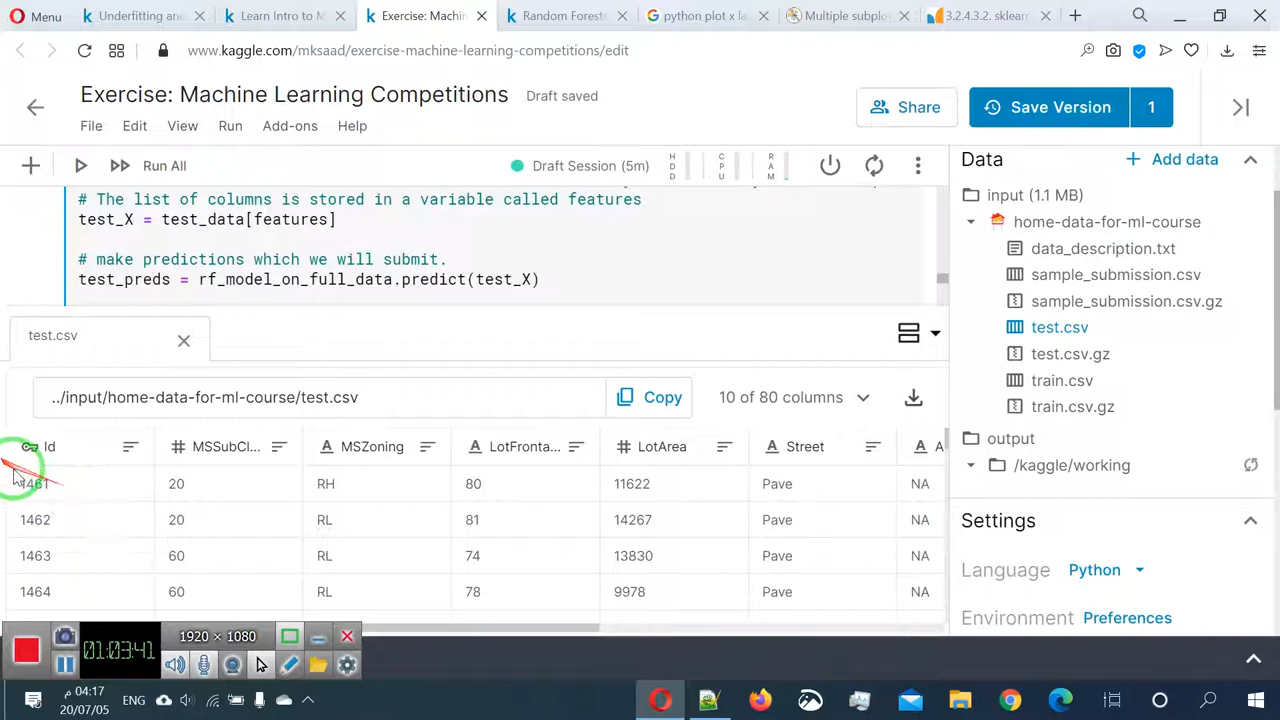 Menu
Underfitting and
Learn Intro to M
Exercise: Machin
Random Forests
python plot x la
Multiple subplo
3.2.4.3.2. sklearn
www.kaggle.com/mksaad/exercise-machine-learning-competitions/edit
Exercise: Machine Learning Competitions
Draft saved
Share
Save Version
1
File Edit View Run Add-ons Help
Run All
Draft Session (5m)
HDD
CPU
RAM
# The list of columns is stored in a variable called features
test_X = test_data[features]
# make predictions which we will submit.
test_preds = rf_model_on_full_data.predict(test_X)
test.csv
../input/home-data-for-ml-course/test.csv
Copy
10 of 80 columns
Id MSSubCl... MSZoning LotFronta... LotArea Street A
1461 20 RH 80 11622 Pave NA
1462 20 RL 81 14267 Pave NA
1463 60 RL 74 13830 Pave NA
1464 60 RL 78 9978 Pave NA
Data
Add data
input (1.1 MB)
home-data-for-ml-course
data_description.txt
sample_submission.csv
sample_submission.csv.gz
test.csv
test.csv.gz
train.csv
train.csv.gz
output
/kaggle/working
Settings
Language Python
Environment Preferences
01:03:41
1920 × 1080
04:17 م
20/07/05
ENG